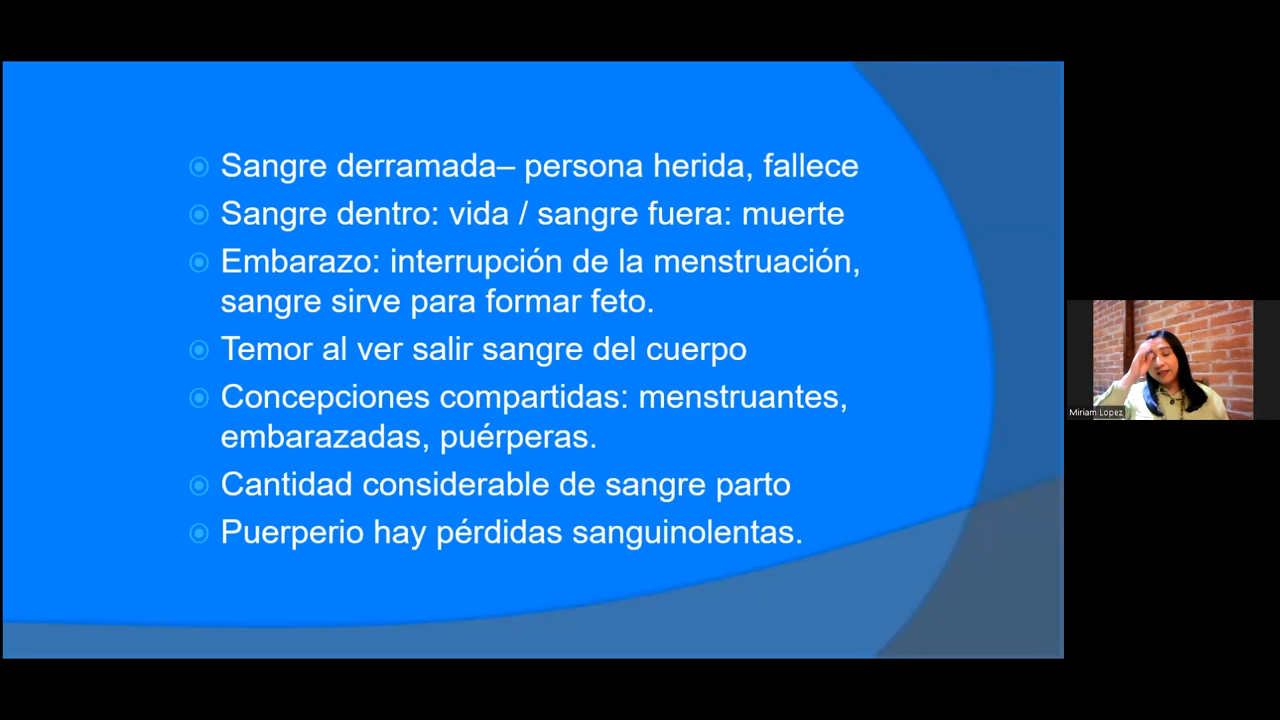 Sangre derramada– persona herida, fallece
Sangre dentro: vida / sangre fuera: muerte
Embarazo: interrupción de la menstruación,
sangre sirve para formar feto.
Temor al ver salir sangre del cuerpo
Concepciones compartidas: menstruantes,
embarazadas, puérperas.
Cantidad considerable de sangre parto
Puerperio hay pérdidas sanguinolentas.
Miriam Lopez